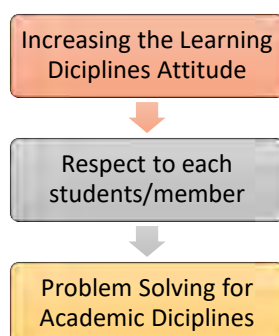 Increasing the Learning
Diciplines Attitude
Respect to each
students/member
Problem Solving for
Academic Diciplines